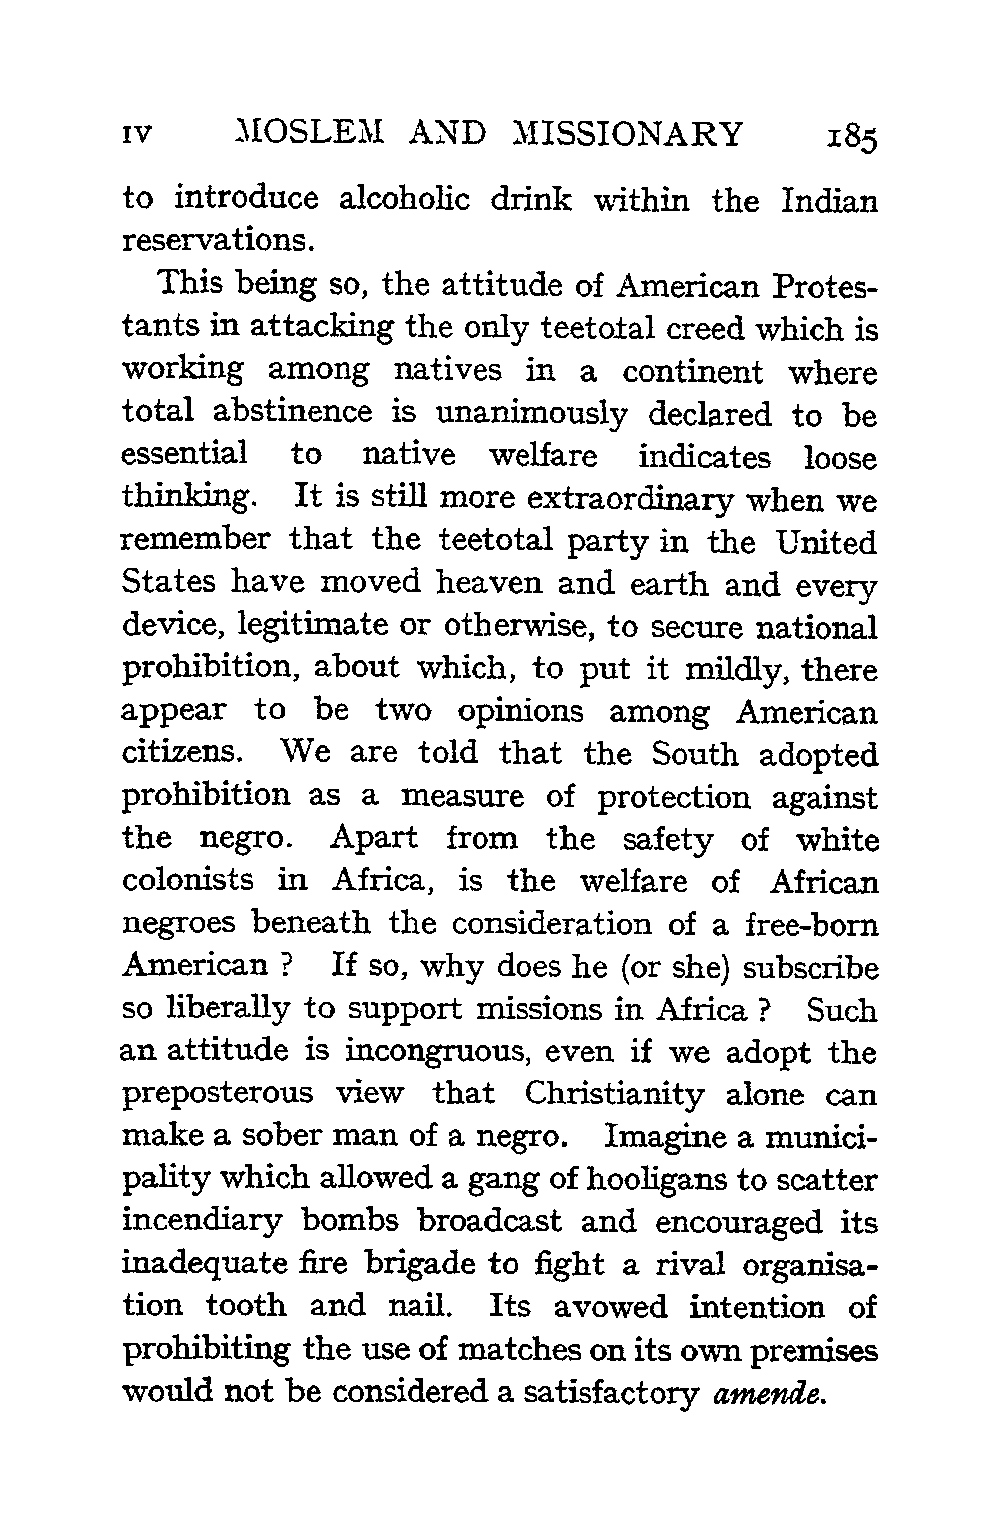 IV MOSLEM AND MISSIONARY 185
to introduce alcoholic drink within the Indian
reservations.
This being so, the attitude of American Protes-
tants in attacking the only teetotal creed which is
working among natives in a continent where
total abstinence is unanimously declared to be
essential to native welfare indicates loose
thinking. It is still more extraordinary when we
remember that the teetotal party in the United
States have moved heaven and earth and every
device, legitimate or otherwise, to secure national
prohibition, about which, to put it mildly, there
appear to be two opinions among American
citizens. We are told that the South adopted
prohibition as a measure of protection against
the negro. Apart from the safety of white
colonists in Africa, is the welfare of African
negroes beneath the consideration of a free-born
American ? If so, why does he (or she) subscribe
so liberally to support missions in Africa ? Such
an attitude is incongruous, even if we adopt the
preposterous view that Christianity alone can
make a sober man of a negro. Imagine a munici-
pality which allowed a gang of hooligans to scatter
incendiary bombs broadcast and encouraged its
inadequate fire brigade to fight a rival organisa-
tion tooth and nail. Its avowed intention of
prohibiting the use of matches on its own premises
would not be considered a satisfactory amende.